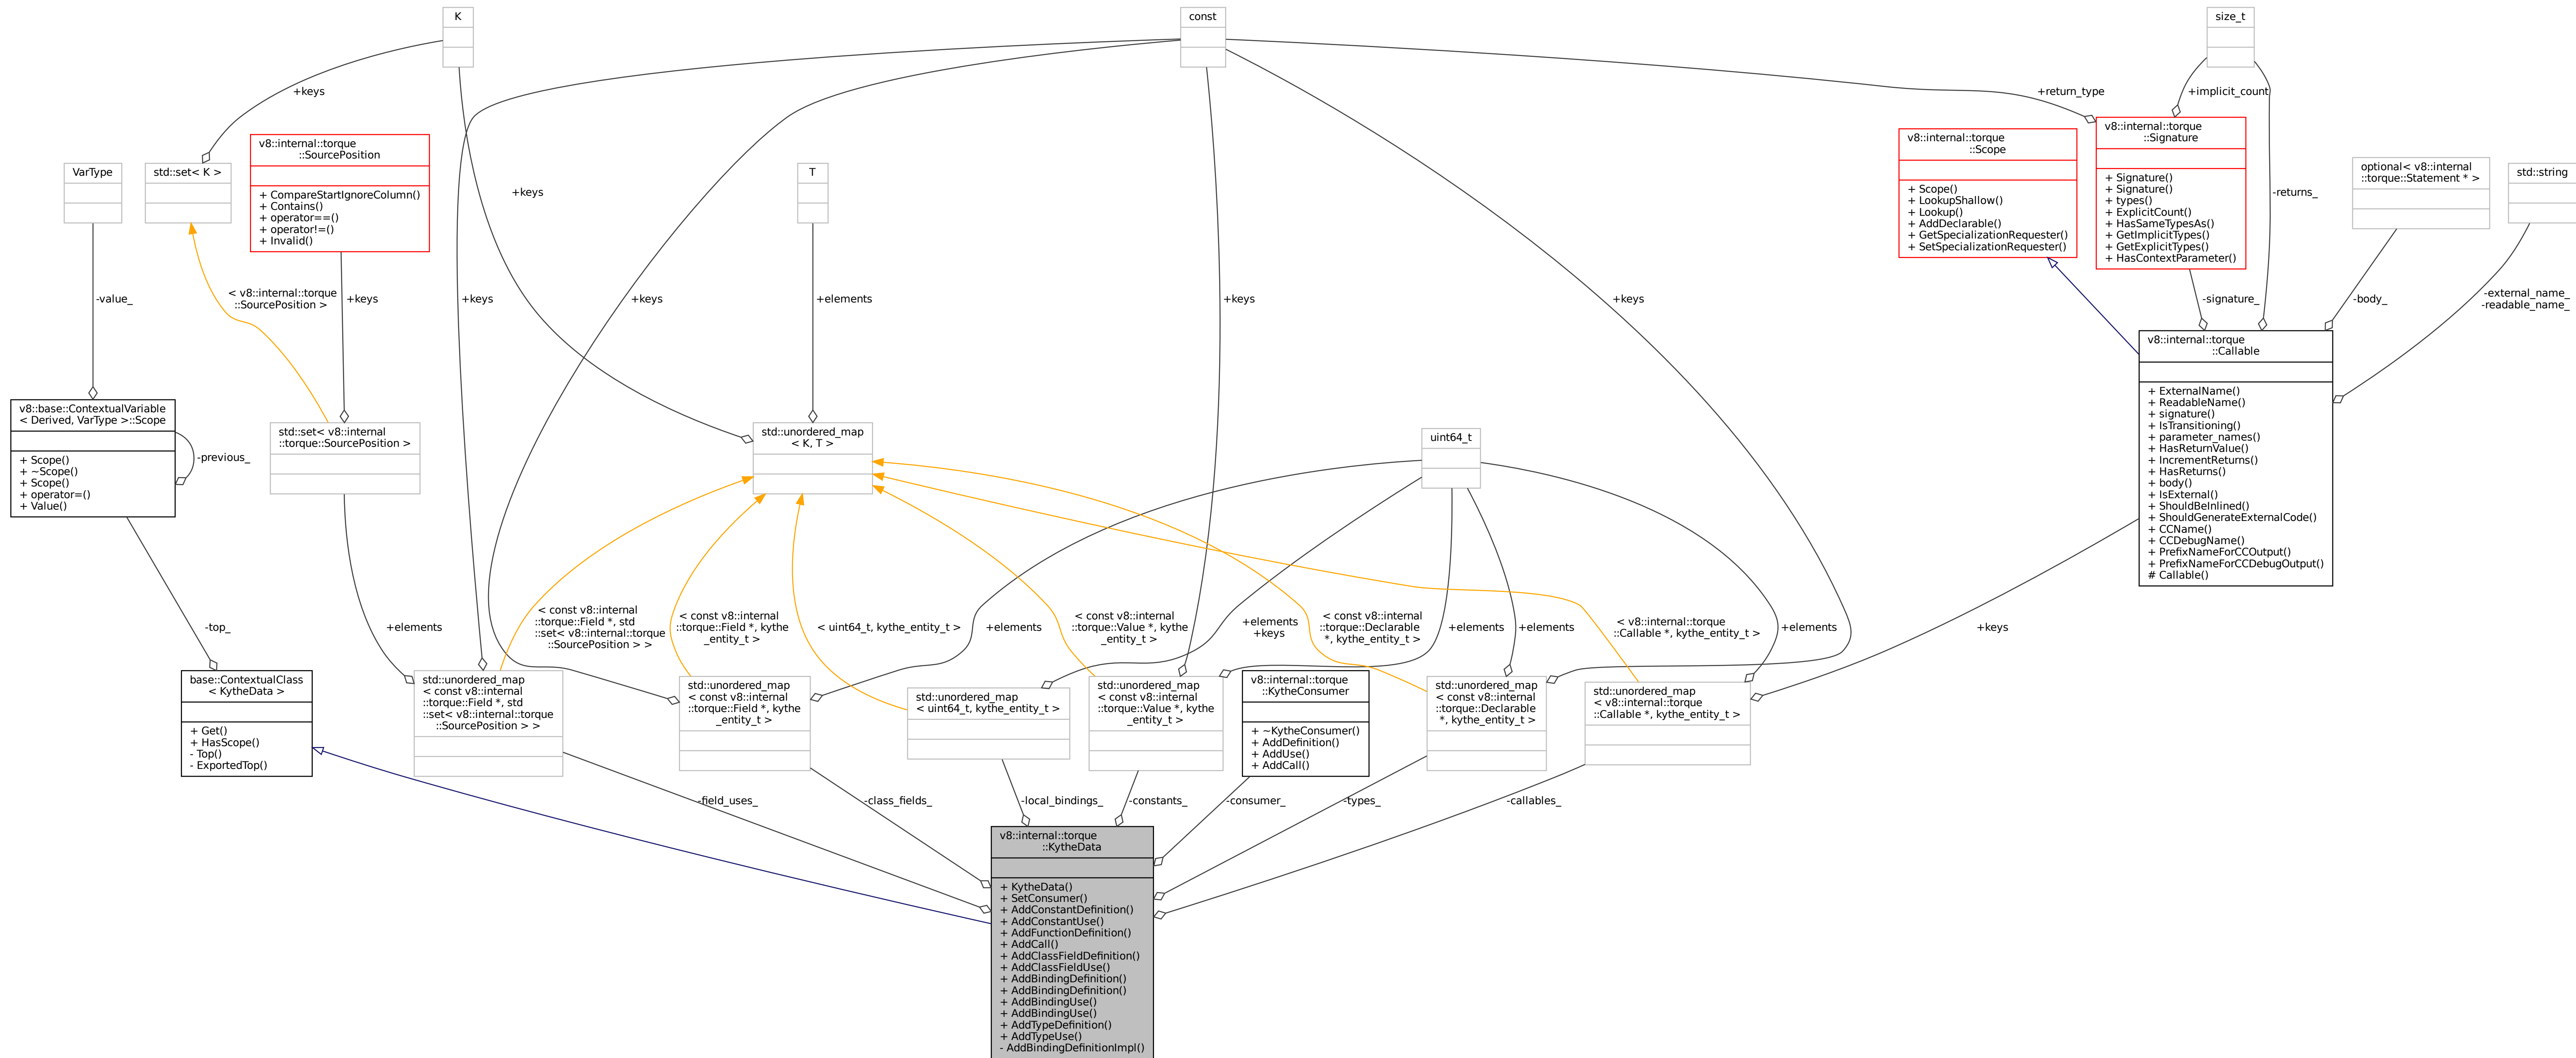 K
const
size_t
+keys
+return_type
+implicit_count
v8::internal::torque
::SourcePosition
+ CompareStartIgnoreColumn()
+ Contains()
+ operator==()
+ operator!=()
+ Invalid()
v8::internal::torque
::Scope
+ Scope()
+ LookupShallow()
+ Lookup()
+ AddDeclarable()
+ GetSpecializationRequester()
+ SetSpecializationRequester()
v8::internal::torque
::Signature
+ Signature()
+ Signature()
+ types()
+ ExplicitCount()
+ HasSameTypesAs()
+ GetImplicitTypes()
+ GetExplicitTypes()
+ HasContextParameter()
VarType
std::set< K >
T
optional< v8::internal
::torque::Statement * >
std::string
+keys
-returns_
-value_
< v8::internal::torque
::SourcePosition >
+keys
+keys
+keys
+elements
+keys
+keys
-signature_
-body_
-external_name_
-readable_name_
v8::internal::torque
::Callable
+ ExternalName()
+ ReadableName()
+ signature()
+ IsTransitioning()
+ parameter_names()
+ HasReturnValue()
+ IncrementReturns()
+ HasReturns()
+ body()
+ IsExternal()
+ ShouldBeInlined()
+ ShouldGenerateExternalCode()
+ CCName()
+ CCDebugName()
+ PrefixNameForCCOutput()
+ PrefixNameForCCDebugOutput()
# Callable()
v8::base::ContextualVariable
< Derived, VarType >::Scope
+ Scope()
+ ~Scope()
+ Scope()
+ operator=()
+ Value()
-previous_
std::set< v8::internal
::torque::SourcePosition >
std::unordered_map
< K, T >
uint64_t
-top_
+elements
< const v8::internal
::torque::Field *, std
::set< v8::internal::torque
::SourcePosition > >
< const v8::internal
::torque::Field *, kythe
_entity_t >
< uint64_t, kythe_entity_t >
+elements
+elements
+keys
< const v8::internal
::torque::Value *, kythe
_entity_t >
< const v8::internal
::torque::Declarable
*, kythe_entity_t >
+elements
+elements
< v8::internal::torque
::Callable *, kythe_entity_t >
+elements
+keys
base::ContextualClass
< KytheData >
+ Get()
+ HasScope()
- Top()
- ExportedTop()
std::unordered_map
< const v8::internal
::torque::Field *, std
::set< v8::internal::torque
::SourcePosition > >
std::unordered_map
< const v8::internal
::torque::Field *, kythe
_entity_t >
std::unordered_map
< uint64_t, kythe_entity_t >
std::unordered_map
< const v8::internal
::torque::Value *, kythe
_entity_t >
v8::internal::torque
::KytheConsumer
+ ~KytheConsumer()
+ AddDefinition()
+ AddUse()
+ AddCall()
std::unordered_map
< const v8::internal
::torque::Declarable
*, kythe_entity_t >
std::unordered_map
< v8::internal::torque
::Callable *, kythe_entity_t >
-field_uses_
-class_fields_
-local_bindings_
-constants_
-consumer_
-types_
-callables_
v8::internal::torque
::KytheData
+ KytheData()
+ SetConsumer()
+ AddConstantDefinition()
+ AddConstantUse()
+ AddFunctionDefinition()
+ AddCall()
+ AddClassFieldDefinition()
+ AddClassFieldUse()
+ AddBindingDefinition()
+ AddBindingDefinition()
+ AddBindingUse()
+ AddBindingUse()
+ AddTypeDefinition()
+ AddTypeUse()
- AddBindingDefinitionImpl()